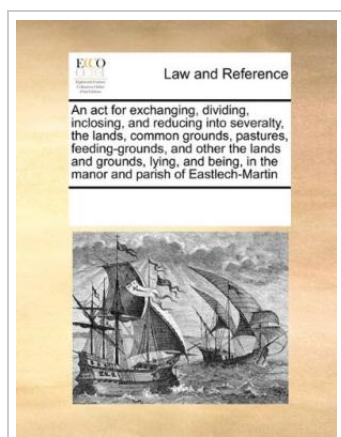 ECCO
Law and Reference
An act for exchanging, dividing,
inclosing, and reducing into severalty,
the lands, common grounds, pastures,
feeding-grounds, and other the lands
and grounds, lying, and being, in the
manor and parish of Eastlech-Martin